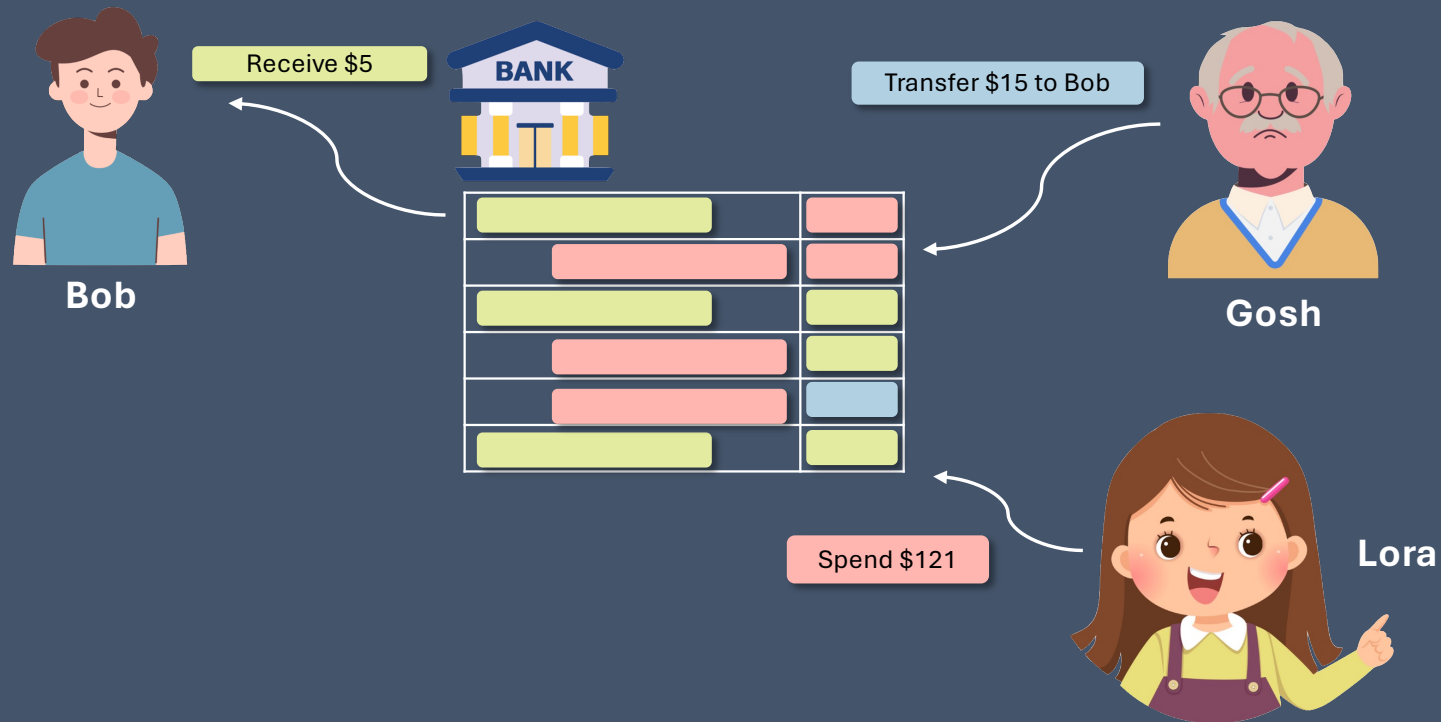 Receive $5
BANK
Transfer $15 to Bob
Bob
Gosh
Spend $121
Lora